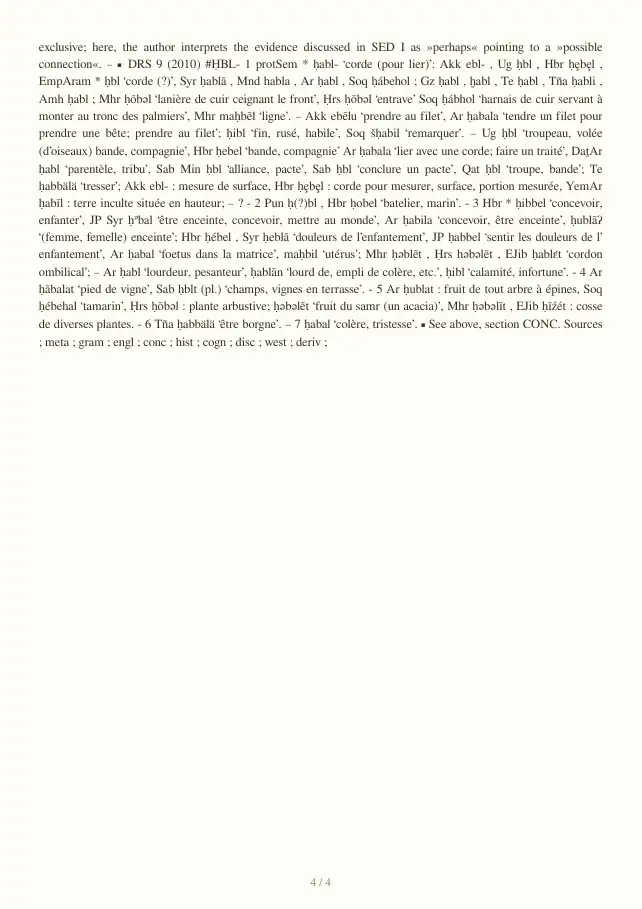 exclusive; here, the author interprets the evidence discussed in SED I as »perhaps« pointing to a »possible
connection«. – ▪ DRS 9 (2010) #ḤBL- 1 protSem * ḥabl- ‘corde (pour lier)’: Akk ebl- , Ug ḥbl , Hbr ḥęḇęl ,
EmpAram * ḥbl ‘corde (?)’, Syr ḥablā , Mnd habla , Ar ḥabl , Soq ḥábehol ; Gz ḥabl , ḫabl , Te ḥabl , Tña ḥabli ,
Amh ḥabl ; Mhr ḥōbəl ‘lanière de cuir ceignant le front’, Ḥrs ḥōbəl ‘entrave’ Soq ḥábhol ‘harnais de cuir servant à
monter au tronc des palmiers’, Mhr maḥbēl ‘ligne’. – Akk ebēlu ‘prendre au filet’, Ar ḥabala ‘tendre un filet pour
prendre une bête; prendre au filet’; ḥibl ‘fin, rusé, habile’, Soq šḥabil ‘remarquer’. – Ug ḥbl ‘troupeau, volée
(d’oiseaux) bande, compagnie’, Hbr ḥebel ‘bande, compagnie’ Ar ḥabala ‘lier avec une corde; faire un traité’, DaṯAr
ḥabl ‘parentèle, tribu’, Sab Min ḥbl ‘alliance, pacte’, Sab ḥbl ‘conclure un pacte’, Qat ḥbl ‘troupe, bande’; Te
ḥabbälä ‘tresser’; Akk ebl- : mesure de surface, Hbr ḥęḇęl : corde pour mesurer, surface, portion mesurée, YemAr
ḥabīl : terre inculte située en hauteur; – ? - 2 Pun ḥ(?)bl , Hbr ḥobel ‘batelier, marin’. - 3 Hbr * ḥibbel ‘concevoir,
enfanter’, JP Syr ḥᵊbal ‘être enceinte, concevoir, mettre au monde’, Ar ḥabila ‘concevoir, être enceinte’, ḥublāʔ
‘(femme, femelle) enceinte’; Hbr ḥébel , Syr ḥeblā ‘douleurs de l’enfantement’, JP ḥabbel ‘sentir les douleurs de l’
enfantement’, Ar ḥabal ‘foetus dans la matrice’, maḥbil ‘utérus’; Mhr ḥəblēt , Ḥrs ḥəbəlēt , EJib ḥablɛt ‘cordon
ombilical’; – Ar ḥabl ‘lourdeur, pesanteur’, ḥablān ‘lourd de, empli de colère, etc.’, ḥibl ‘calamité, infortune’. - 4 Ar
ḥābalat ‘pied de vigne’, Sab ḥblt (pl.) ‘champs, vignes en terrasse’. - 5 Ar ḥublat : fruit de tout arbre à épines, Soq
ḥébehal ‘tamarin’, Ḥrs ḥōbəl : plante arbustive; ḥəbəlēt ‘fruit du samr (un acacia)’, Mhr ḥəbəlīt , EJib ḥīźét : cosse
de diverses plantes. - 6 Tña ḥabbälä ‘être borgne’. – 7 ḥabal ‘colère, tristesse’. ▪ See above, section CONC. Sources
; meta ; gram ; engl ; conc ; hist ; cogn ; disc ; west ; deriv ;
4 / 4